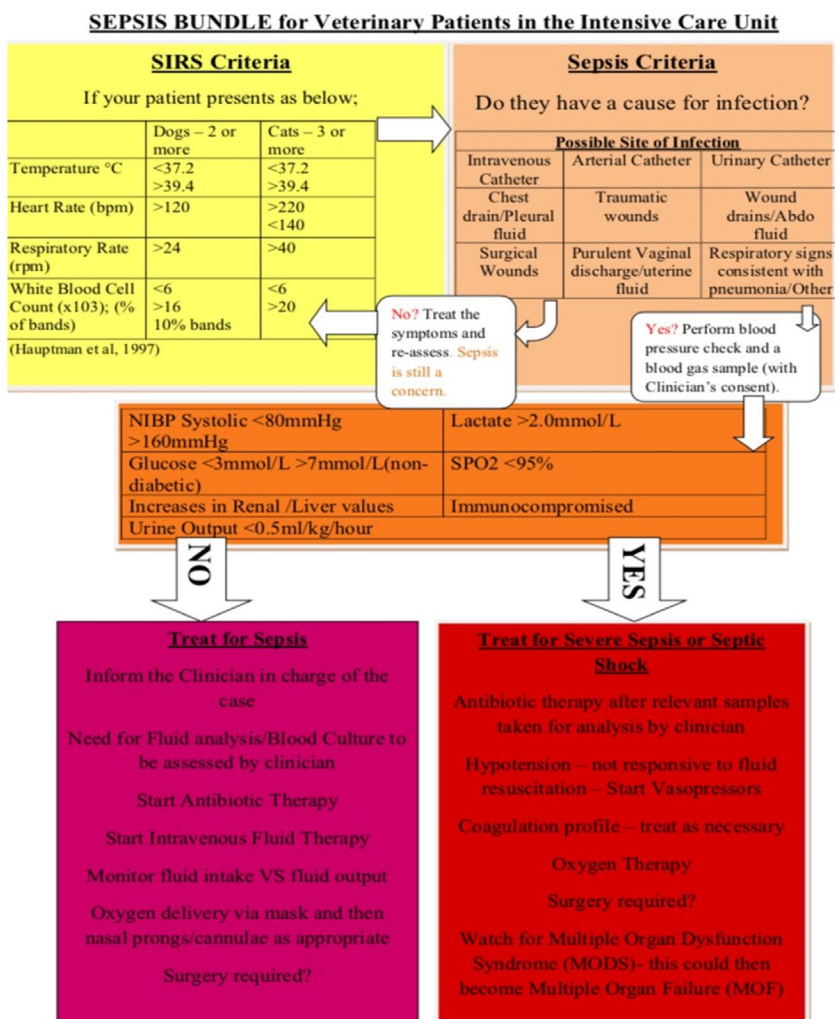 SEPSIS BUNDLE for Veterinary Patients in the Intensive Care Unit
SIRS Criteria
If your patient presents as below;
Dogs – 2 or more
Cats – 3 or more
Temperature °C
<37.2
>39.4
<37.2
>39.4
Heart Rate (bpm)
>120
>220
<140
Respiratory Rate
(rpm)
>24
>40
White Blood Cell
Count (x103); (%
of bands)
<6
>16
10% bands
<6
>20
(Hauptman et al, 1997)
Sepsis Criteria
Do they have a cause for infection?
Possible Site of Infection
Intravenous
Catheter
Arterial Catheter
Urinary Catheter
Chest
drain/Pleural
fluid
Traumatic
wounds
Wound
drains/Abdo
fluid
Surgical
Wounds
Purulent Vaginal
discharge/uterine
fluid
Respiratory signs
consistent with
pneumonia/Other
No? Treat the
symptoms and
re-assess. Sepsis
is still a
concern.
Yes? Perform blood
pressure check and a
blood gas sample (with
Clinician’s consent).
NIBP Systolic <80mmHg
>160mmHg
Lactate >2.0mmol/L
Glucose <3mmol/L >7mmol/L(non-
diabetic)
SPO2 <95%
Increases in Renal /Liver values
Immunocompromised
Urine Output <0.5ml/kg/hour
NO
YES
Treat for Sepsis
Inform the Clinician in charge of the
case
Need for Fluid analysis/Blood Culture to
be assessed by clinician
Start Antibiotic Therapy
Start Intravenous Fluid Therapy
Monitor fluid intake VS fluid output
Oxygen delivery via mask and then
nasal prongs/cannulae as appropriate
Surgery required?
Treat for Severe Sepsis or Septic
Shock
Antibiotic therapy after relevant samples
taken for analysis by clinician
Hypotension – not responsive to fluid
resuscitation – Start Vasopressors
Coagulation profile – treat as necessary
Oxygen Therapy
Surgery required?
Watch for Multiple Organ Dysfunction
Syndrome (MODS)- this could then
become Multiple Organ Failure (MOF)